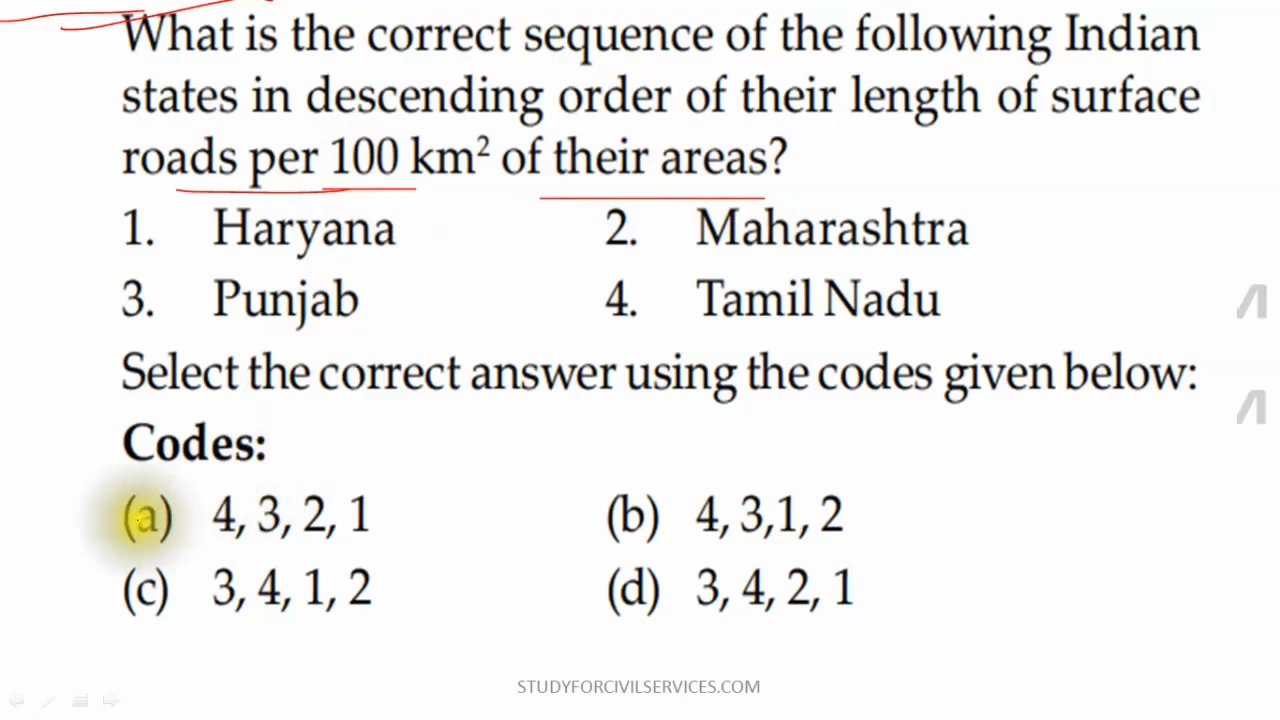 What is the correct sequence of the following Indian
states in descending order of their length of surface
roads per 100 km² of their areas?
1. Haryana 2. Maharashtra
3. Punjab 4. Tamil Nadu
Select the correct answer using the codes given below:
Codes:
(a) 4, 3, 2, 1 (b) 4, 3,1, 2
(c) 3, 4, 1, 2 (d) 3, 4, 2, 1
STUDYFORCIVILSERVICES.COM